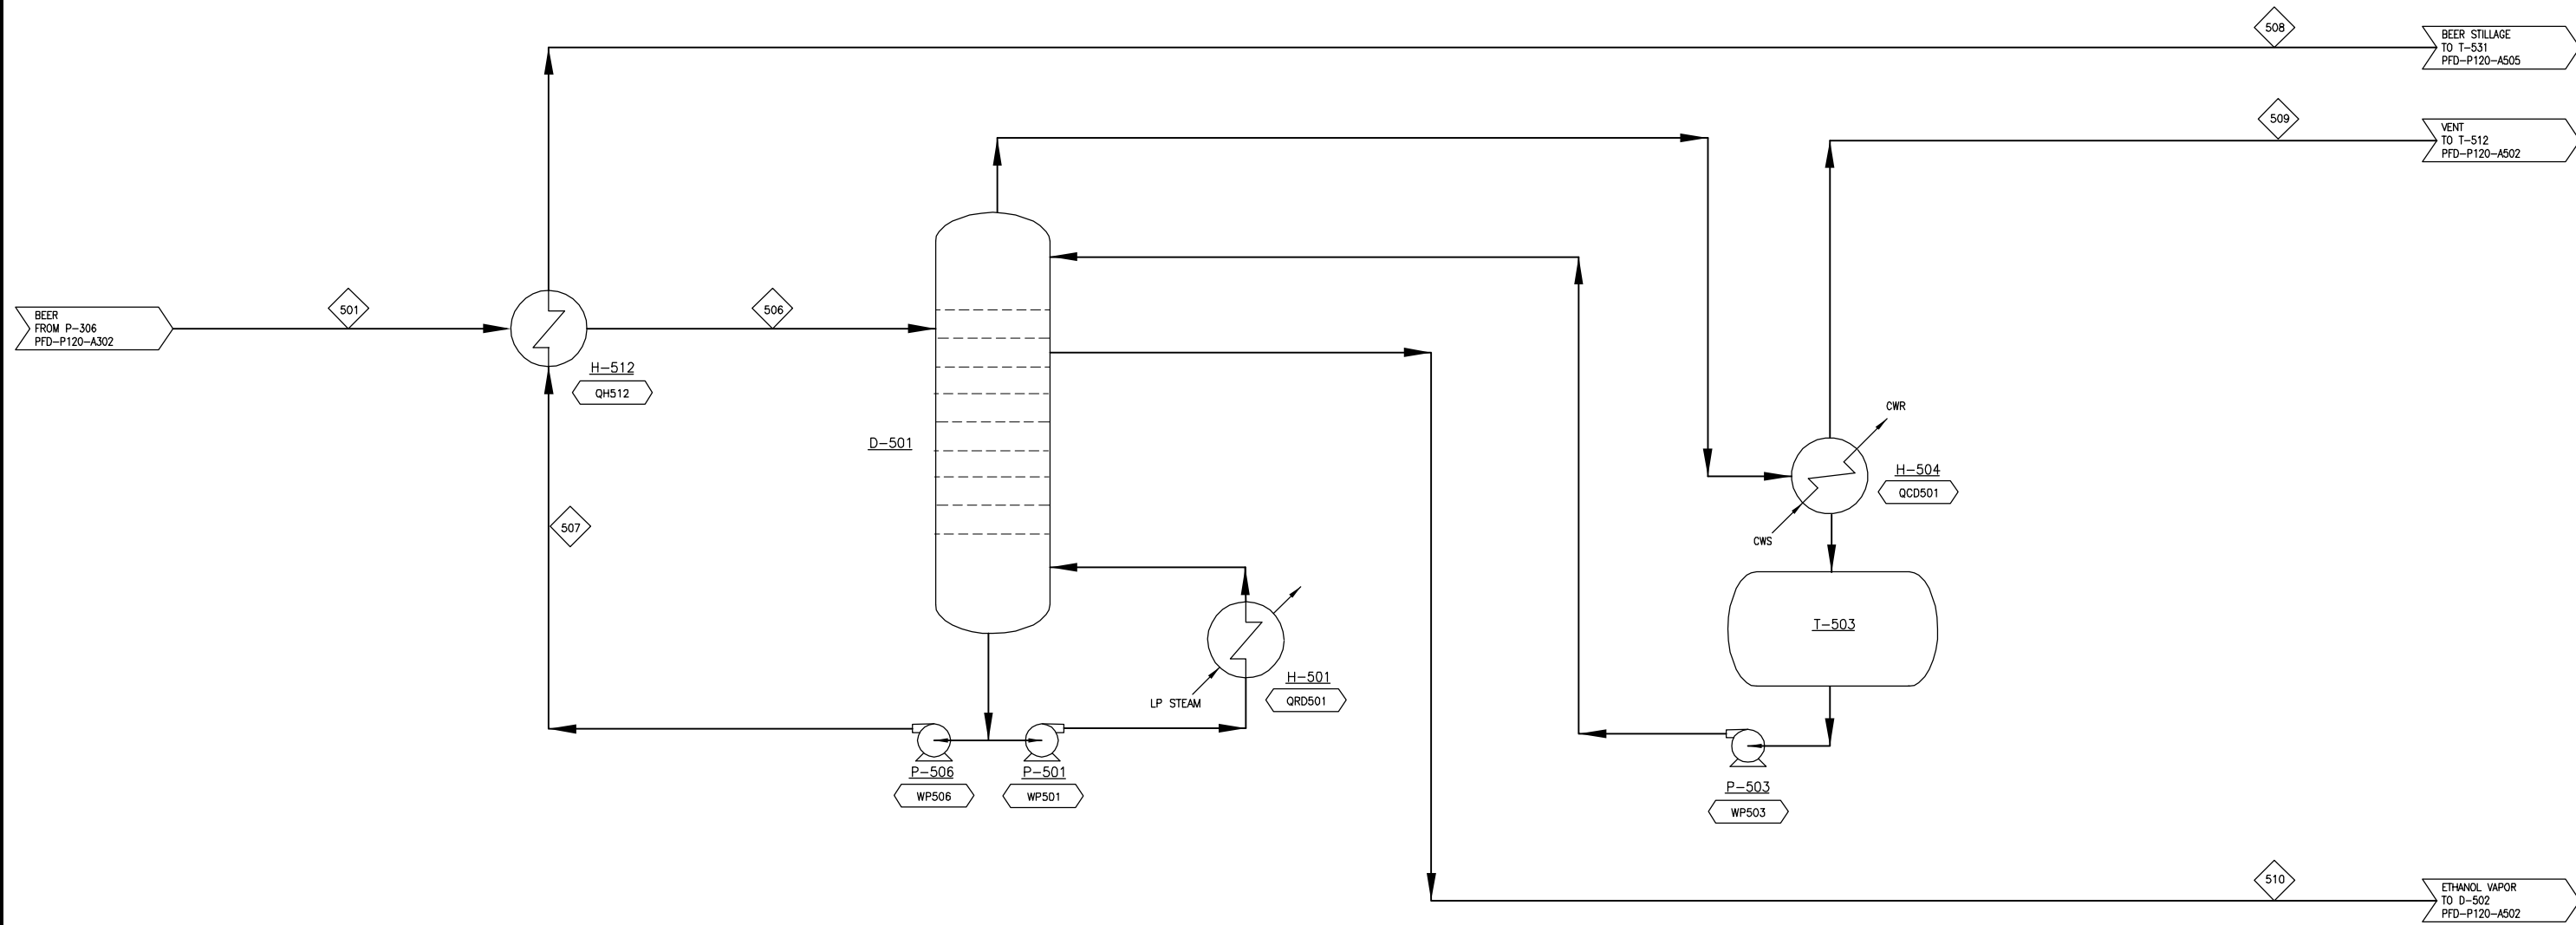 508
BEER STILLAGE
TO T-531
PFD-P120-A505
509
VENT
TO T-512
PFD-P120-A502
BEER
FROM P-306
PFD-P120-A302
501
506
H-512
QH512
D-501
CWR
H-504
QCD501
CWS
507
T-503
H-501
QRD501
LP STEAM
P-506
WP506
P-501
WP501
P-503
WP503
510
ETHANOL VAPOR
TO D-502
PFD-P120-A502